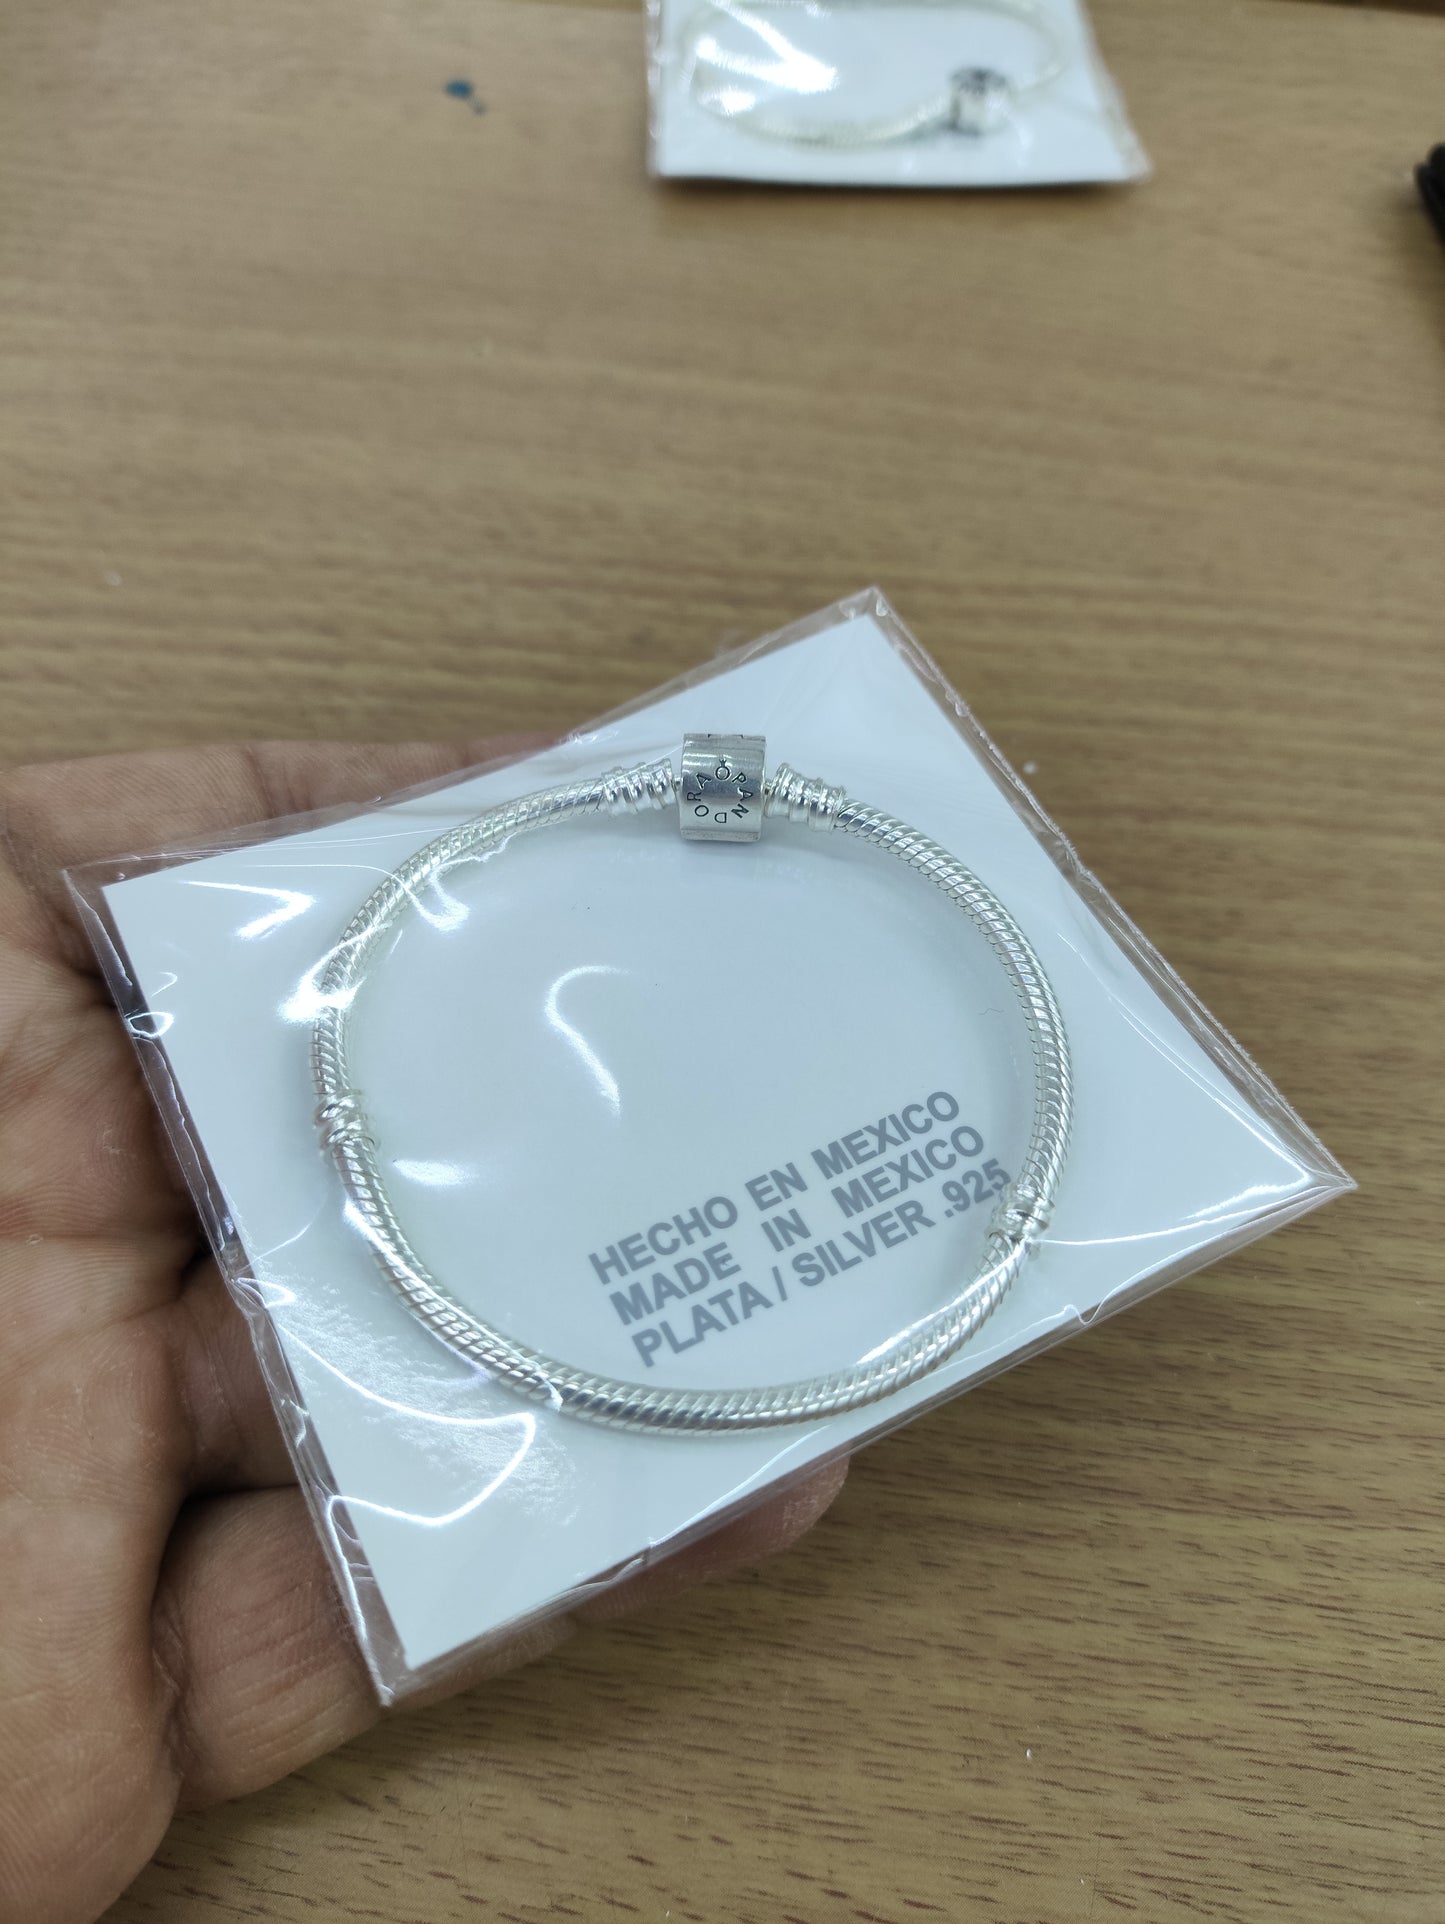 PANDORA
HECHO EN MEXICO
MADE IN MEXICO
PLATA / SILVER .925